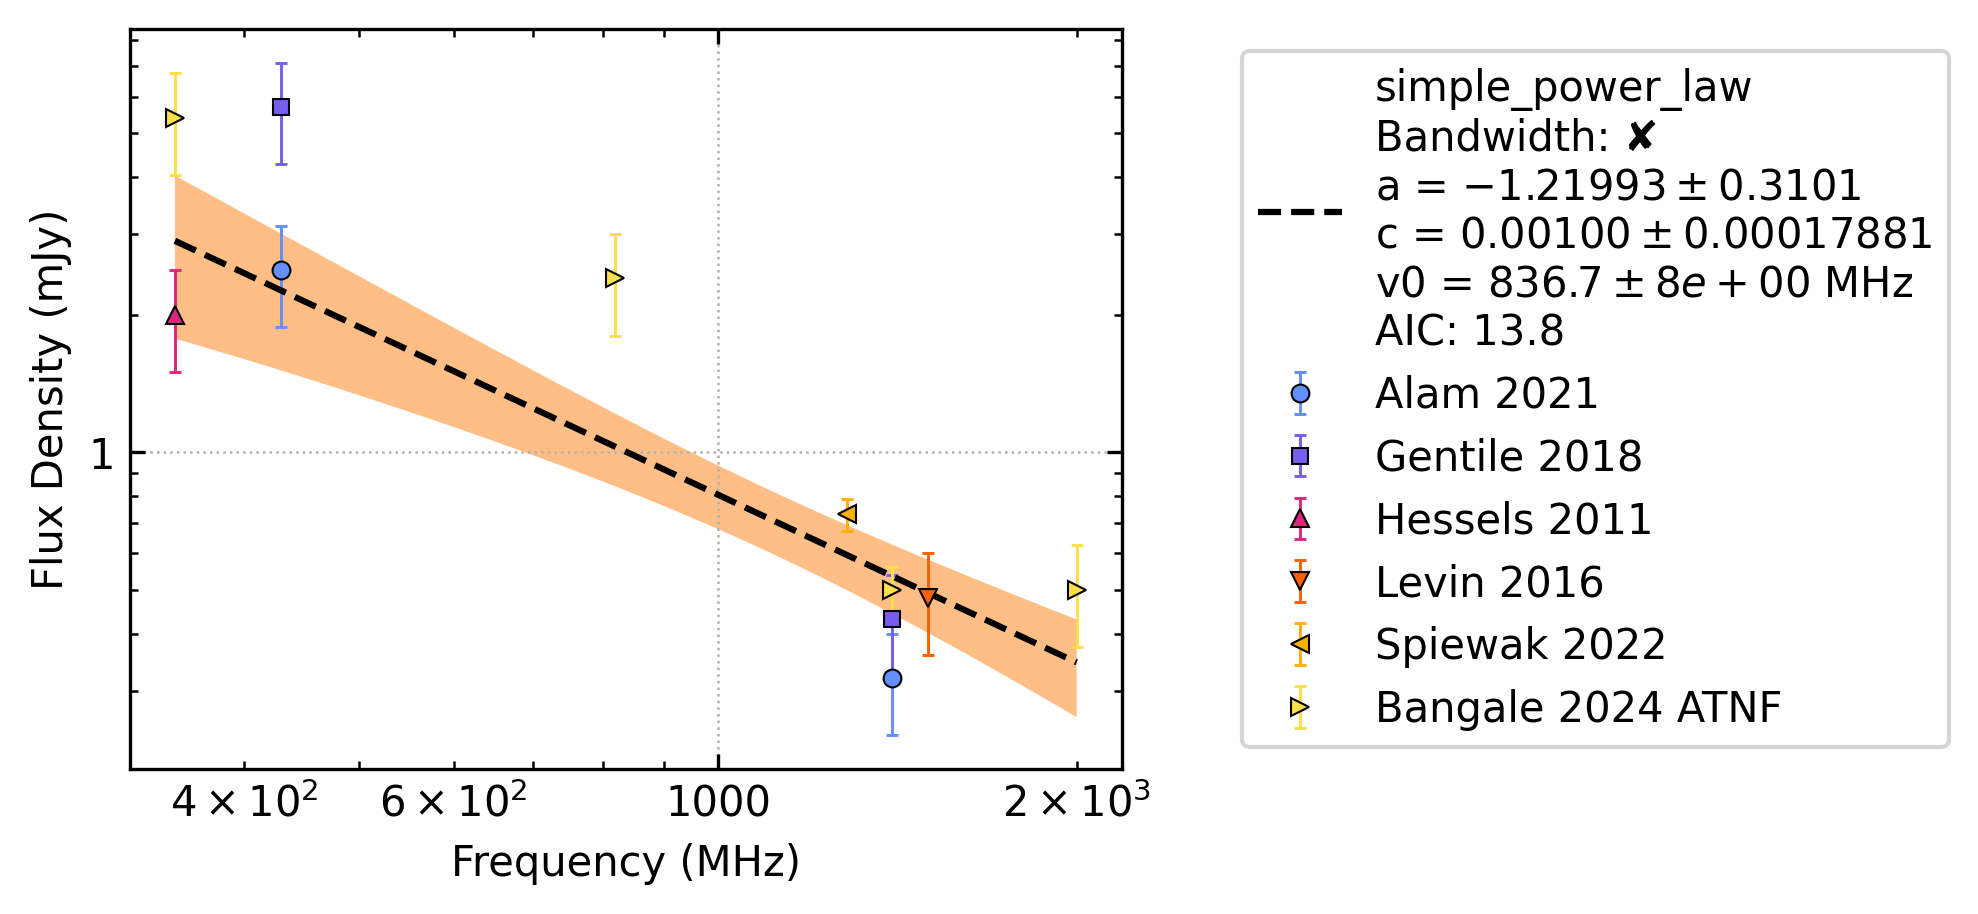 Flux Density (mJy)
1
4 × 10² 6 × 10² 1000 2 × 10³
Frequency (MHz)
simple_power_law
Bandwidth: ✘
a = −1.21993 ± 0.3101
c = 0.00100 ± 0.00017881
v0 = 836.7 ± 8e + 00 MHz
AIC: 13.8
Alam 2021
Gentile 2018
Hessels 2011
Levin 2016
Spiewak 2022
Bangale 2024 ATNF